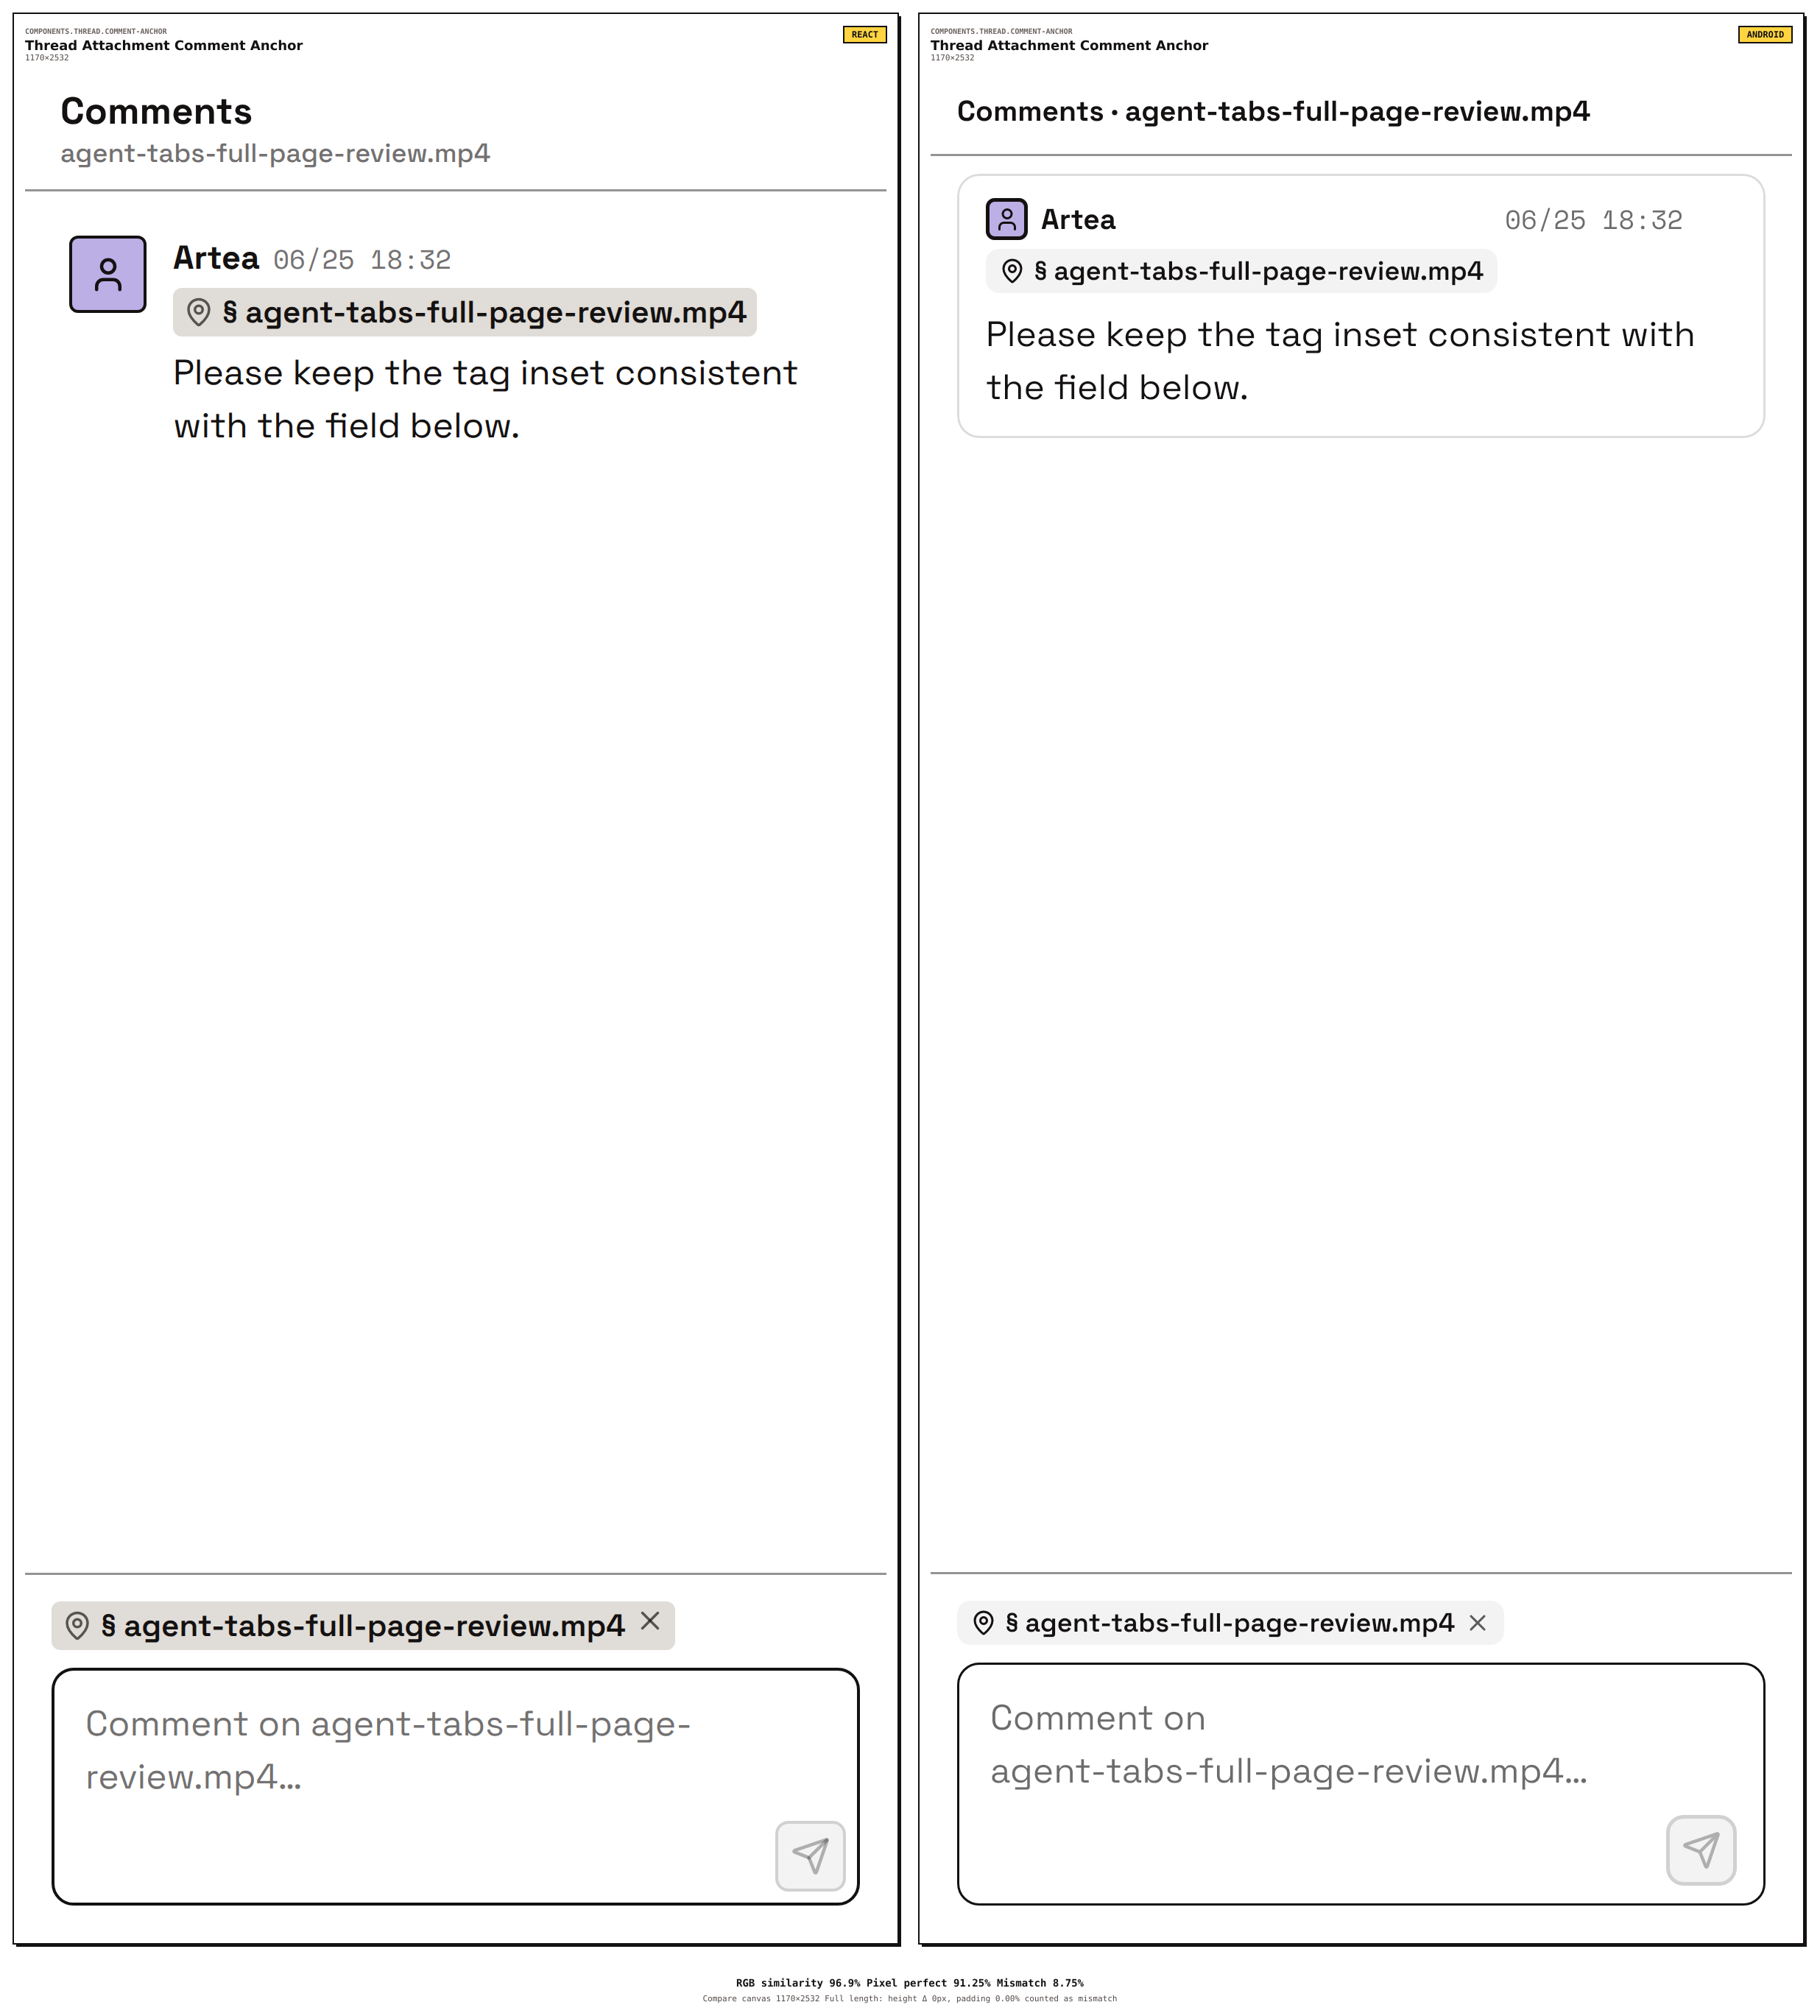 COMPONENTS.THREAD.COMMENT-ANCHOR
Thread Attachment Comment Anchor
1170×2532
REACT
Comments
agent-tabs-full-page-review.mp4
Artea 06/25 18:32
§ agent-tabs-full-page-review.mp4
Please keep the tag inset consistent
with the field below.
§ agent-tabs-full-page-review.mp4
Comment on agent-tabs-full-page-
review.mp4…
COMPONENTS.THREAD.COMMENT-ANCHOR
Thread Attachment Comment Anchor
1170×2532
ANDROID
Comments · agent-tabs-full-page-review.mp4
Artea 06/25 18:32
§ agent-tabs-full-page-review.mp4
Please keep the tag inset consistent with
the field below.
§ agent-tabs-full-page-review.mp4
Comment on
agent-tabs-full-page-review.mp4…
RGB similarity 96.9% Pixel perfect 91.25% Mismatch 8.75%
Compare canvas 1170×2532 Full length: height Δ 0px, padding 0.00% counted as mismatch